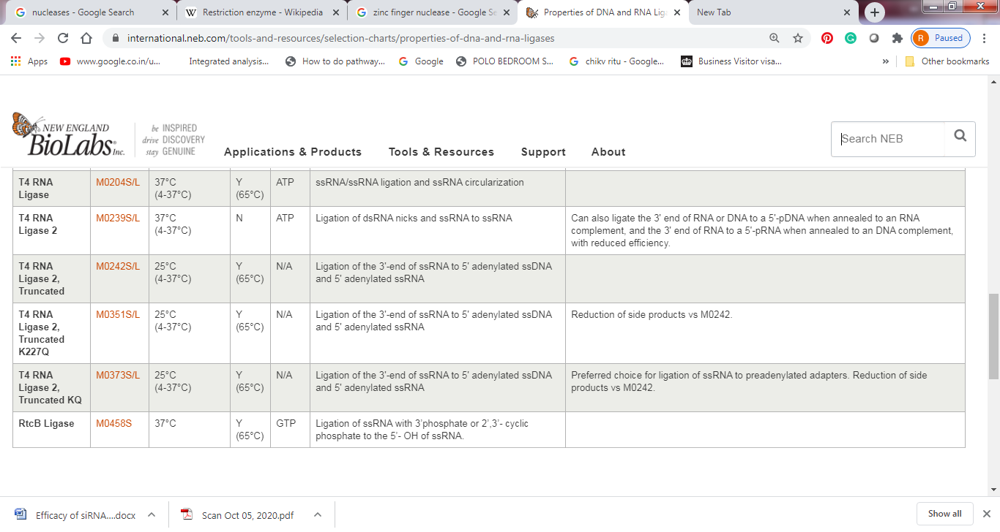 nucleases - Google Search
Restriction enzyme - Wikipedia
zinc finger nuclease - Google Se
Properties of DNA and RNA Liga
New Tab
international.neb.com/tools-and-resources/selection-charts/properties-of-dna-and-rna-ligases
R Paused
Apps
www.google.co.in/u...
Integrated analysis...
How to do pathway...
Google
POLO BEDROOM S...
chikv ritu - Google...
Business Visitor visa...
»
Other bookmarks
NEW ENGLAND
BioLabs® Inc.
be INSPIRED
drive DISCOVERY
stay GENUINE
Applications & Products
Tools & Resources
Support
About
Search NEB
T4 RNA
Ligase
M0204S/L
37°C
(4-37°C)
Y
(65°C)
ATP
ssRNA/ssRNA ligation and ssRNA circularization
T4 RNA
Ligase 2
M0239S/L
37°C
(4-37°C)
N
ATP
Ligation of dsRNA nicks and ssRNA to ssRNA
Can also ligate the 3' end of RNA or DNA to a 5'-pDNA when annealed to an RNA
complement, and the 3' end of RNA to a 5'-pRNA when annealed to an DNA complement,
with reduced efficiency.
T4 RNA
Ligase 2,
Truncated
M0242S/L
25°C
(4-37°C)
Y
(65°C)
N/A
Ligation of the 3'-end of ssRNA to 5' adenylated ssDNA
and 5' adenylated ssRNA
T4 RNA
Ligase 2,
Truncated
K227Q
M0351S/L
25°C
(4-37°C)
Y
(65°C)
N/A
Ligation of the 3'-end of ssRNA to 5' adenylated ssDNA
and 5' adenylated ssRNA
Reduction of side products vs M0242.
T4 RNA
Ligase 2,
Truncated KQ
M0373S/L
25°C
(4-37°C)
Y
(65°C)
N/A
Ligation of the 3'-end of ssRNA to 5' adenylated ssDNA
and 5' adenylated ssRNA
Preferred choice for ligation of ssRNA to preadenylated adapters. Reduction of side
products vs M0242.
RtcB Ligase
M0458S
37°C
Y
(65°C)
GTP
Ligation of ssRNA with 3’phosphate or 2’,3’- cyclic
phosphate to the 5’- OH of ssRNA.
Efficacy of siRNA....docx
Scan Oct 05, 2020.pdf
Show all